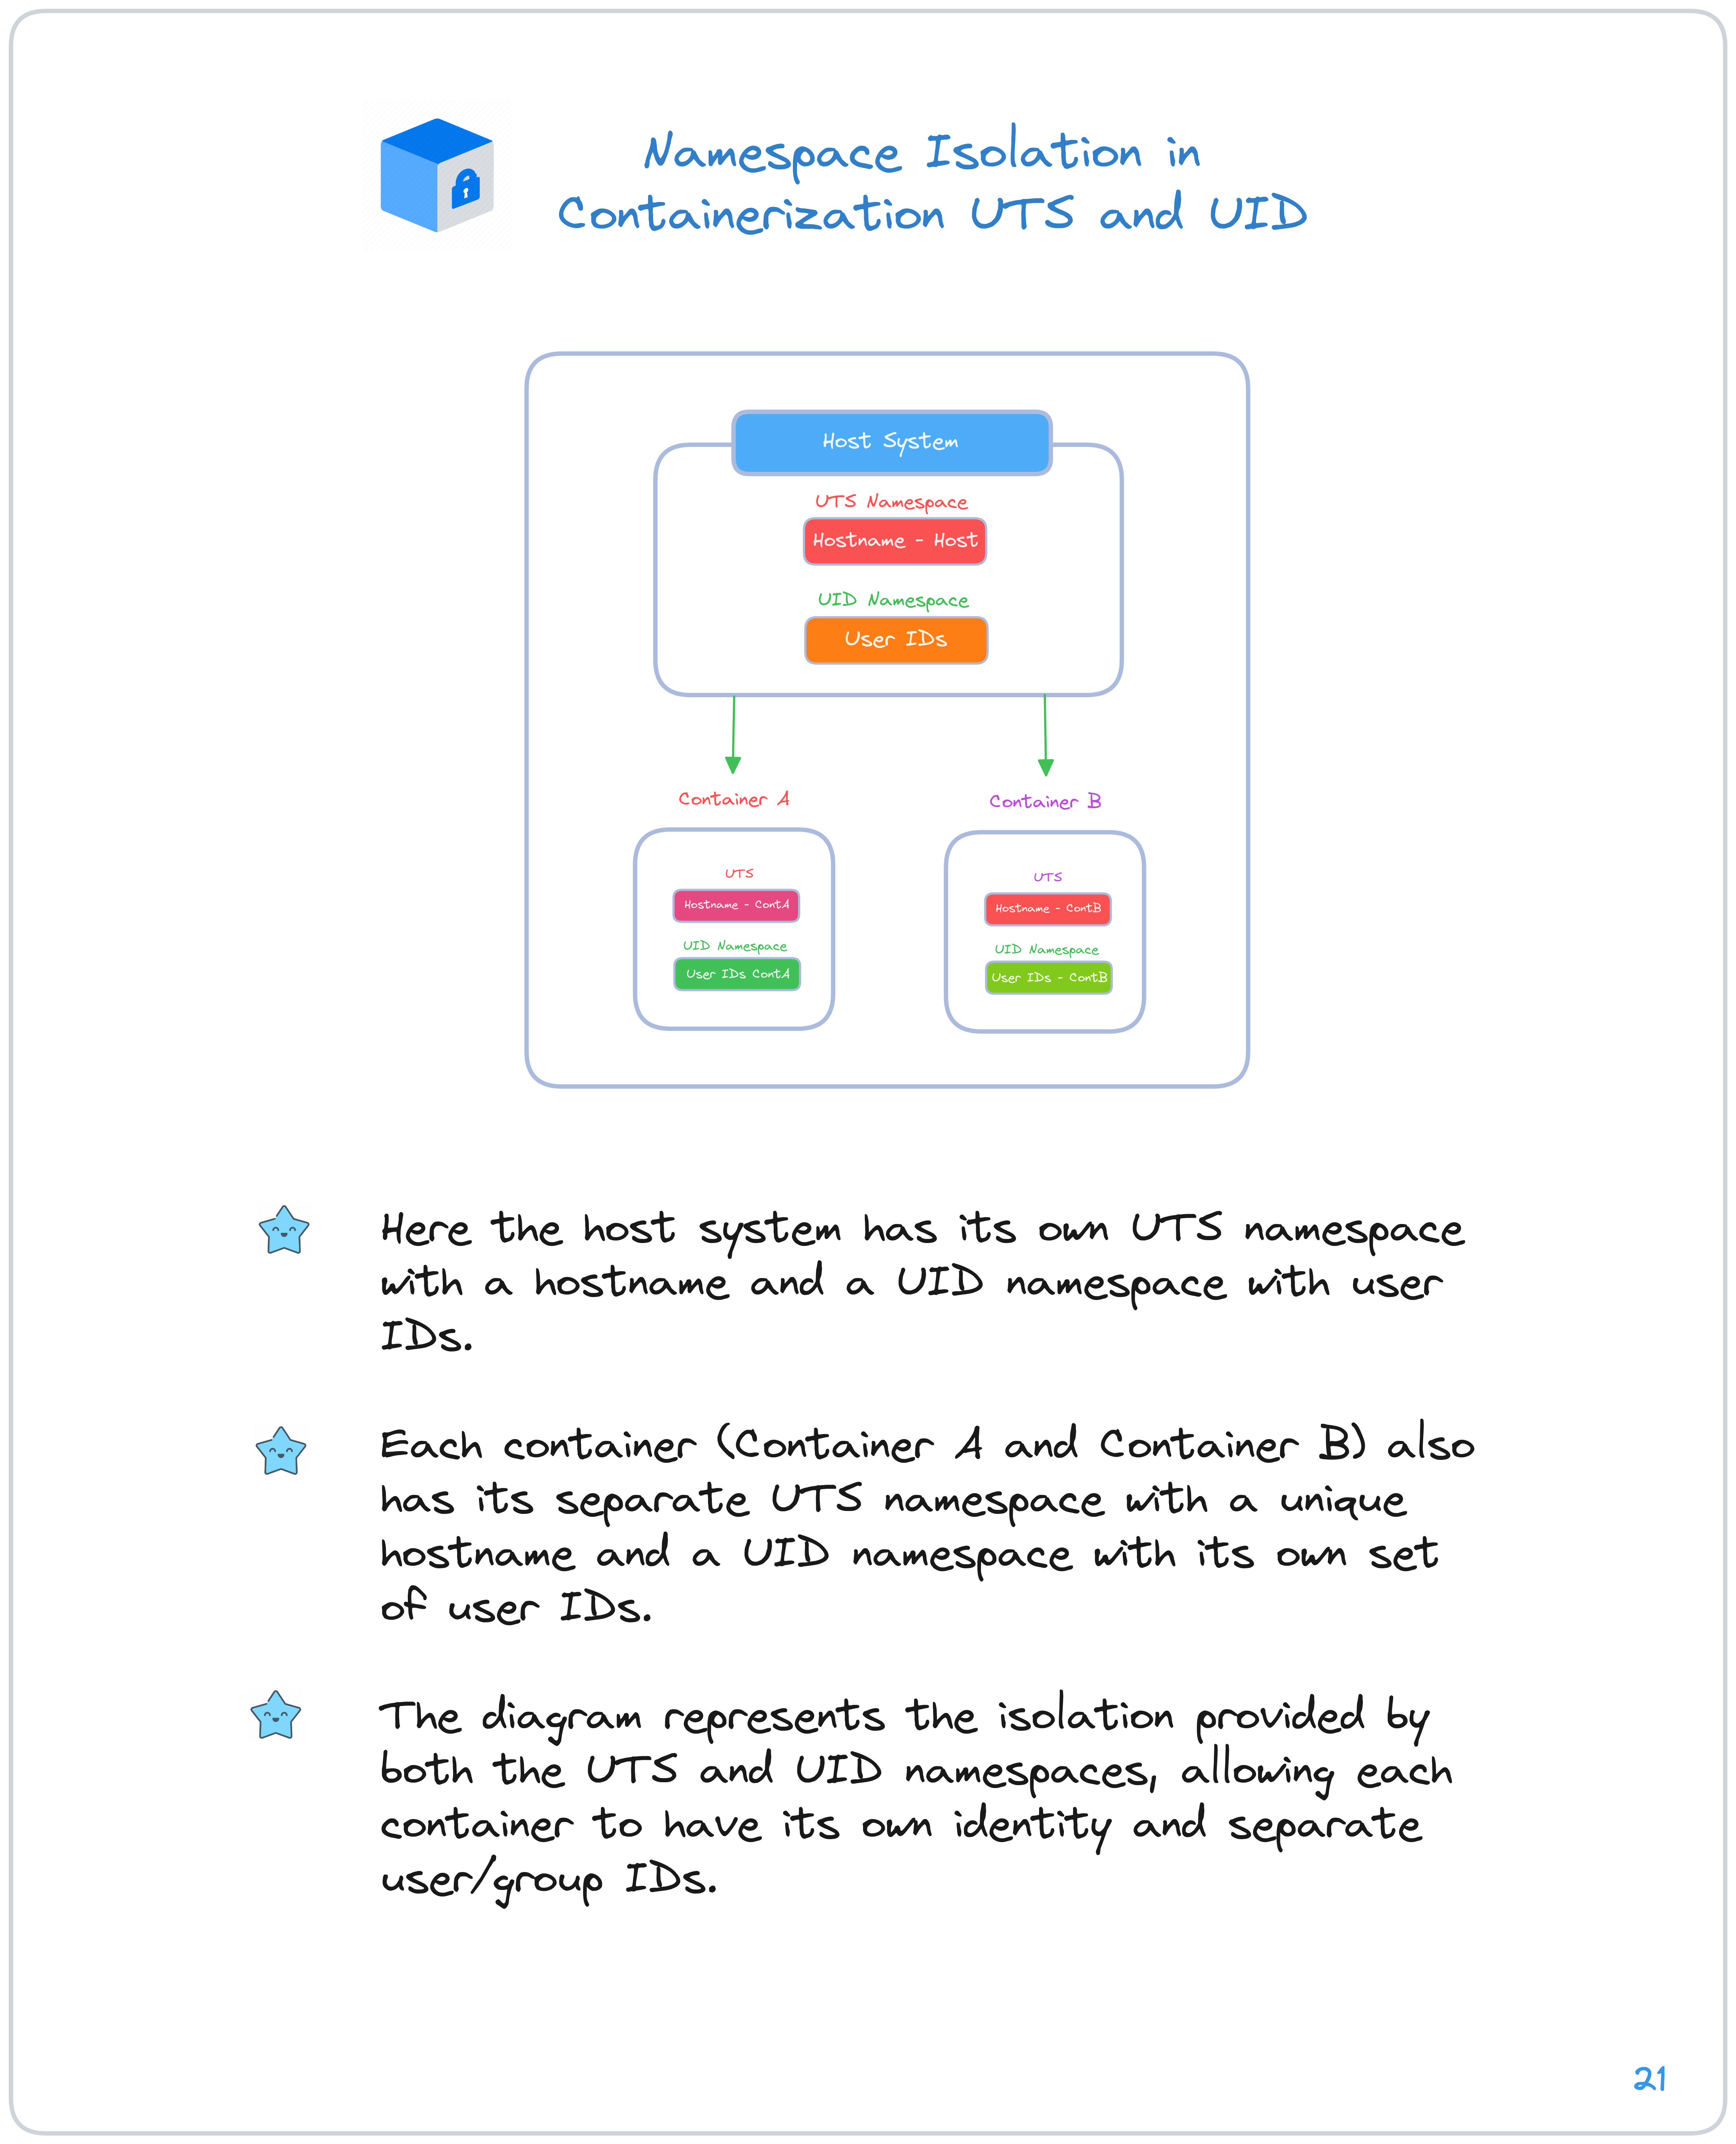 Namespace Isolation in
Containerization UTS and UID
Host System
UTS Namespace
Hostname - Host
UID Namespace
User IDs
Container A
Container B
UTS
Hostname - ContA
UID Namespace
User IDs ContA
UTS
Hostname - ContB
UID Namespace
User IDs - ContB
Here the host system has its own UTS namespace
with a hostname and a UID namespace with user
IDs.
Each container (Container A and Container B) also
has its separate UTS namespace with a unique
hostname and a UID namespace with its own set
of user IDs.
The diagram represents the isolation provided by
both the UTS and UID namespaces, allowing each
container to have its own identity and separate
user/group IDs.
21